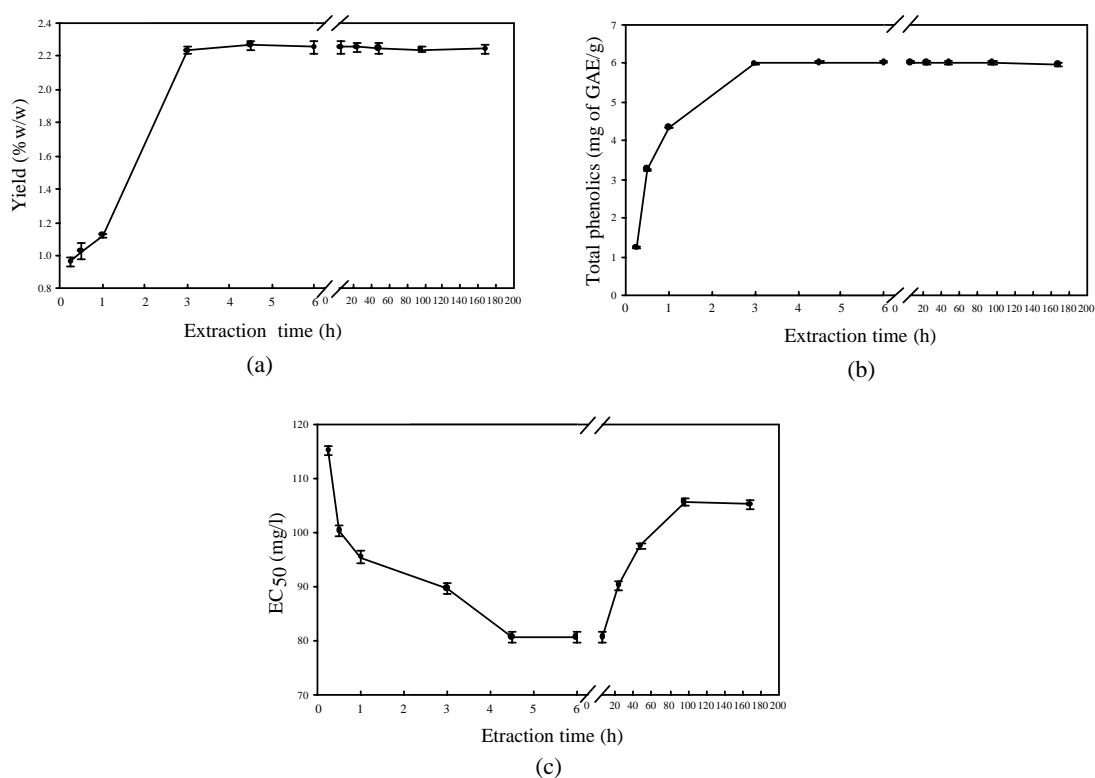 2.4
2.2
2.0
1.8
1.6
1.4
1.2
1.0
0.8
Yield (%w/w)
0 1 2 3 4 5 6 0 20 40 60 80 100 120 140 160 180 200
Extraction time (h)
(a)
7
6
5
4
3
2
1
0
Total phenolics (mg of GAE/g)
0 1 2 3 4 5 6 0 20 40 60 80 100 120 140 160 180 200
Extraction time (h)
(b)
120
110
100
90
80
70
EC50 (mg/l)
0 1 2 3 4 5 6 0 20 40 60 80 100 120 140 160 180 200
Etraction time (h)
(c)